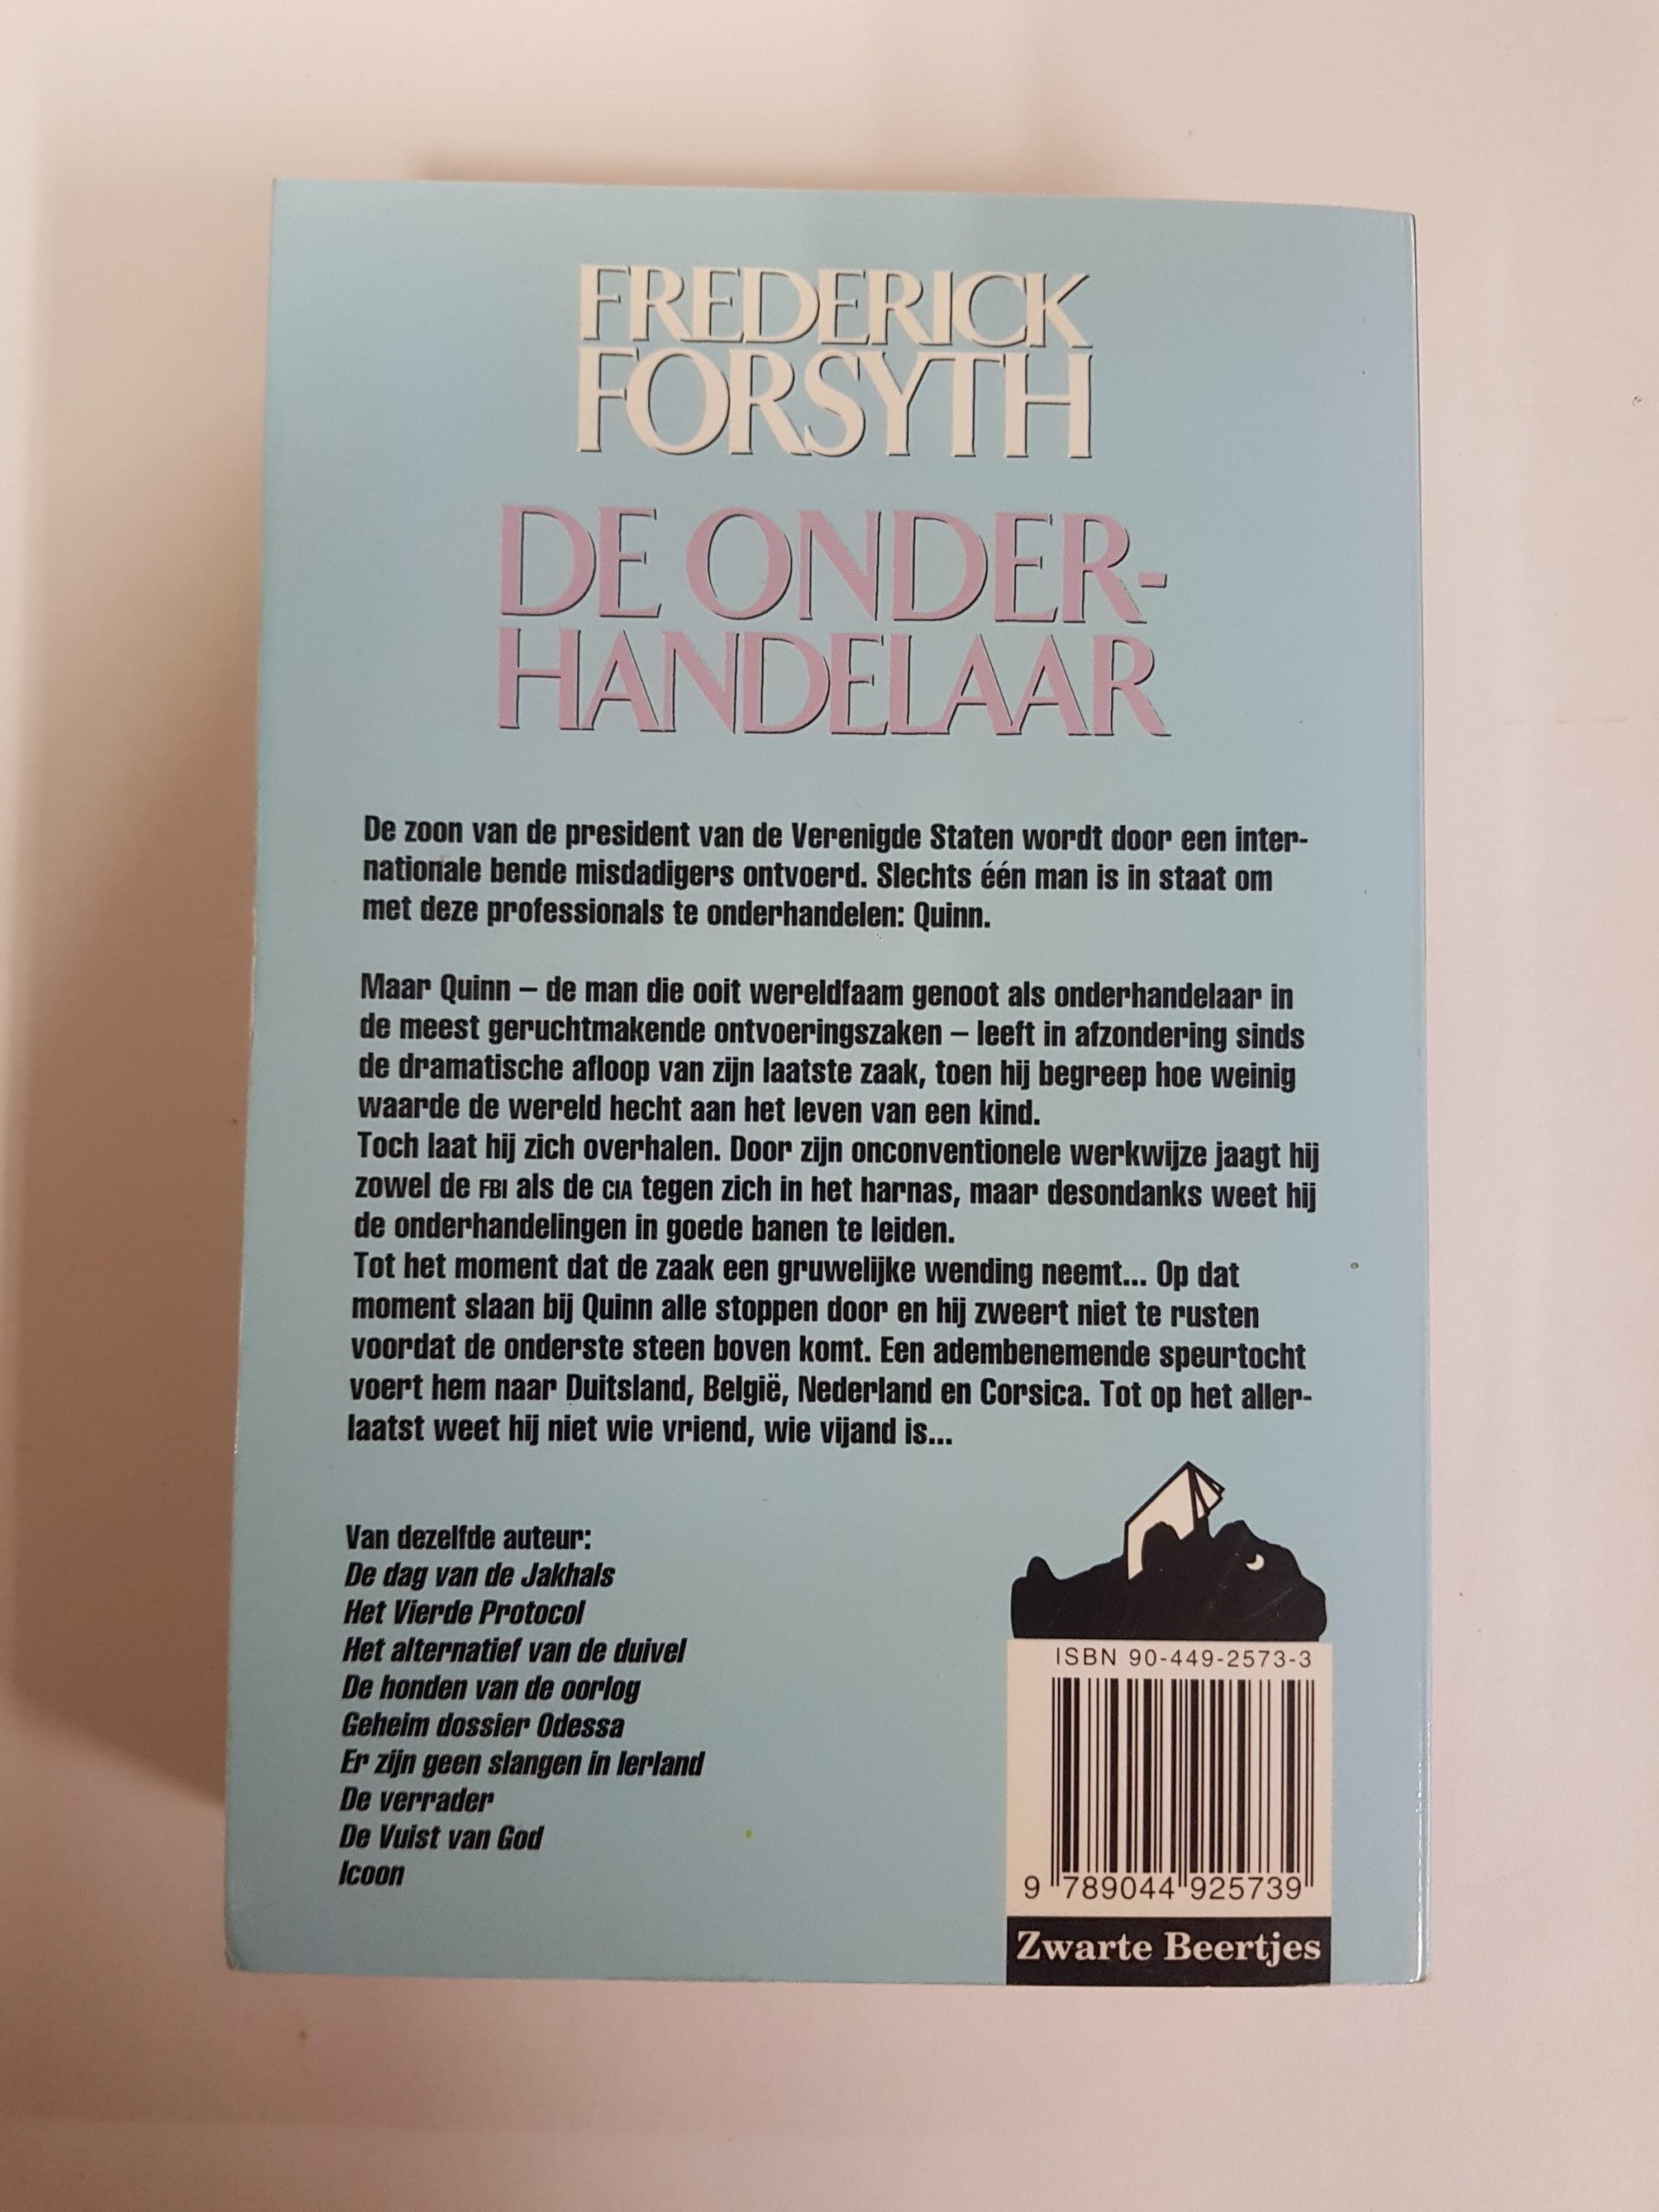 FREDERICK
FORSYTH
DE ONDER-
HANDELAAR
De zoon van de president van de Verenigde Staten wordt door een inter-
nationale bende misdadigers ontvoerd. Slechts één man is in staat om
met deze professionals te onderhandelen: Quinn.
Maar Quinn – de man die ooit wereldfaam genoot als onderhandelaar in
de meest geruchtmakende ontvoeringszaken – leeft in afzondering sinds
de dramatische afloop van zijn laatste zaak, toen hij begreep hoe weinig
waarde de wereld hecht aan het leven van een kind.
Toch laat hij zich overhalen. Door zijn onconventionele werkwijze jaagt hij
zowel de FBI als de CIA tegen zich in het harnas, maar desondanks weet hij
de onderhandelingen in goede banen te leiden.
Tot het moment dat de zaak een gruwelijke wending neemt... Op dat
moment slaan bij Quinn alle stoppen door en hij zweert niet te rusten
voordat de onderste steen boven komt. Een adembenemende speurtocht
voert hem naar Duitsland, België, Nederland en Corsica. Tot op het aller-
laatst weet hij niet wie vriend, wie vijand is...
Van dezelfde auteur:
De dag van de Jakhals
Het Vierde Protocol
Het alternatief van de duivel
De honden van de oorlog
Geheim dossier Odessa
Er zijn geen slangen in Ierland
De verrader
De Vuist van God
Icoon
ISBN 90-449-2573-3
9 789044 925739
Zwarte Beertjes